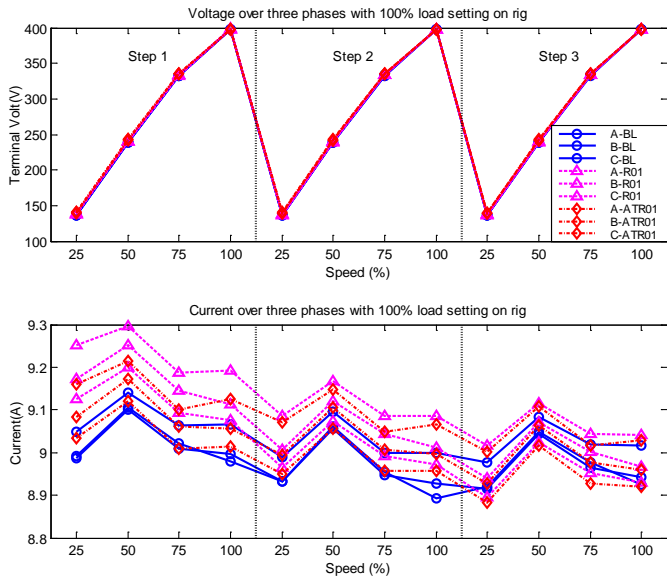 Voltage over three phases with 100% load setting on rig
400
350
300
250
200
150
100
Terminal Volt(V)
Step 1
Step 2
Step 3
A-BL
B-BL
C-BL
A-R01
B-R01
C-R01
A-ATR01
B-ATR01
C-ATR01
25 50 75 100 25 50 75 100 25 50 75 100
Speed (%)
Current over three phases with 100% load setting on rig
9.3
9.2
9.1
9
8.9
8.8
Current(A)
25 50 75 100 25 50 75 100 25 50 75 100
Speed (%)